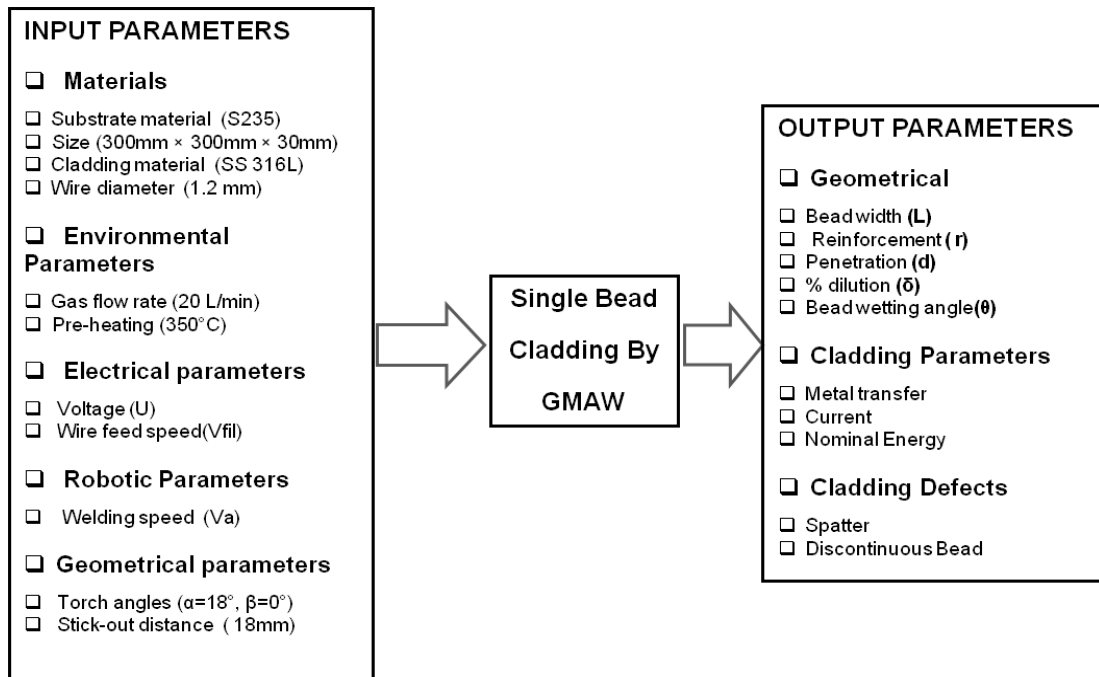 INPUT PARAMETERS
❑ Materials
❑ Substrate material (S235)
❑ Size (300mm × 300mm × 30mm)
❑ Cladding material (SS 316L)
❑ Wire diameter (1.2 mm)
❑ Environmental
Parameters
❑ Gas flow rate (20 L/min)
❑ Pre-heating (350°C)
❑ Electrical parameters
❑ Voltage (U)
❑ Wire feed speed(Vfil)
❑ Robotic Parameters
❑ Welding speed (Va)
❑ Geometrical parameters
❑ Torch angles (α=18°, β=0°)
❑ Stick-out distance ( 18mm)
Single Bead
Cladding By
GMAW
OUTPUT PARAMETERS
❑ Geometrical
❑ Bead width (L)
❑ Reinforcement ( r)
❑ Penetration (d)
❑ % dilution (δ)
❑ Bead wetting angle(θ)
❑ Cladding Parameters
❑ Metal transfer
❑ Current
❑ Nominal Energy
❑ Cladding Defects
❑ Spatter
❑ Discontinuous Bead